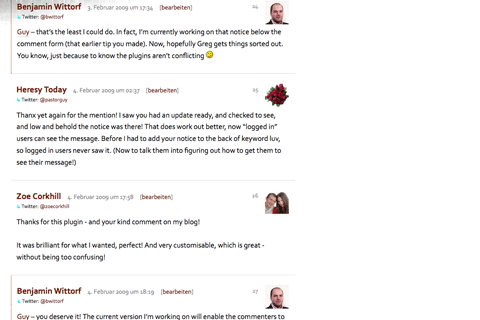 Benjamin Wittorf 3. Februar 2009 um 17:34 [bearbeiten] 24
Twitter: @bwittorf
Guy – that's the least I could do. In fact, I'm currently working on that notice below the
comment form (that earlier tip you made). Now, hopefully Greg gets things sorted out.
You know, just because to know the plugins aren't conflicting
Heresy Today 4. Februar 2009 um 02:37 [bearbeiten] 25
Twitter: @pastorguy
Thanx yet again for the mention! I saw you had an update ready, and checked to see,
and low and behold the notice was there! That does work out better, now "logged in"
users can see the message. Before I had to add your notice to the back of keyword luv,
so logged in users never saw it. (Now to talk them into figuring out how to get them to
see their message!)
Zoe Corkhill 4. Februar 2009 um 17:58 [bearbeiten] 26
Twitter: @zoecorkhill
Thanks for this plugin - and your kind comment on my blog!
It was brilliant for what I wanted, perfect! And very customisable, which is great -
without being too confusing!
Benjamin Wittorf 4. Februar 2009 um 18:19 [bearbeiten] 27
Twitter: @bwittorf
Guy – you deserve it! The current version I'm working on will enable the commenters to